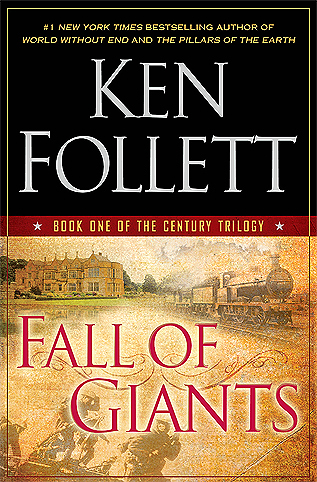 #1 NEW YORK TIMES BESTSELLING AUTHOR OF
WORLD WITHOUT END AND THE PILLARS OF THE EARTH
KEN
FOLLETT
★ BOOK ONE OF THE CENTURY TRILOGY ★
FALL OF
GIANTS